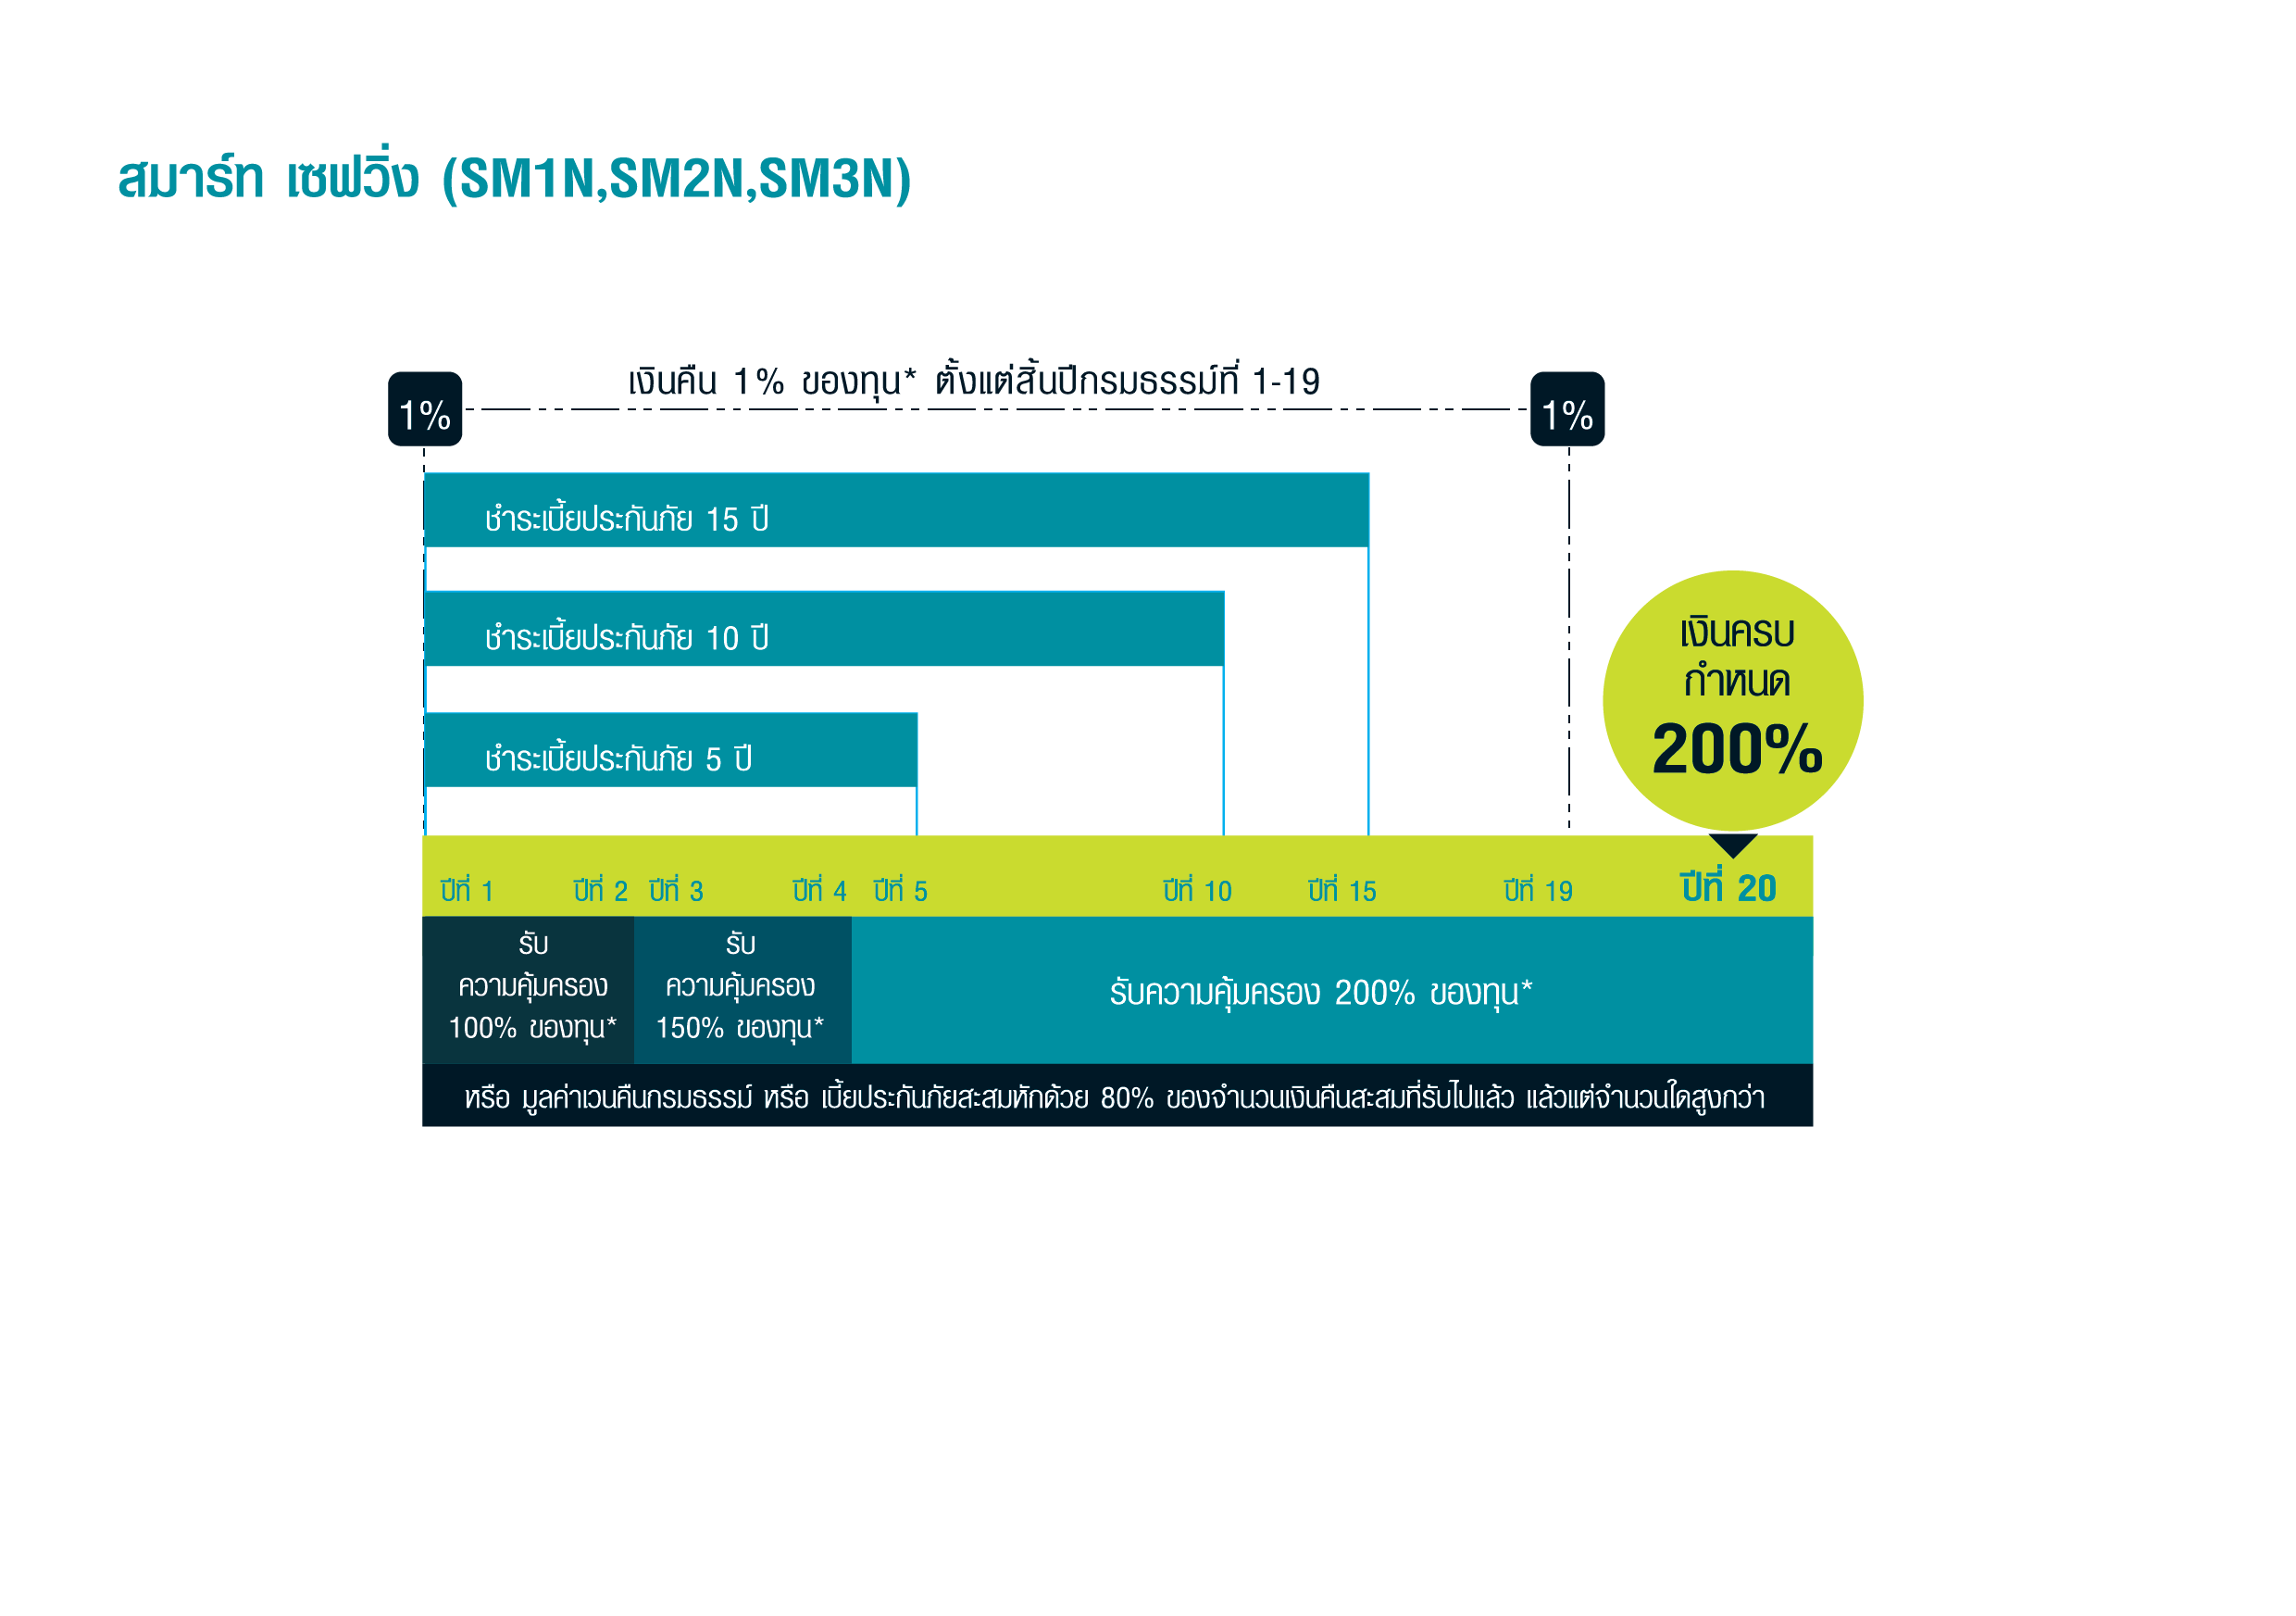 สมาร์ท เซฟวิ่ง (SM1N,SM2N,SM3N)
เงินคืน 1% ของทุน* ตั้งแต่สิ้นปีกรมธรรม์ที่ 1-19
1%
1%
ชำระเบี้ยประกันภัย 15 ปี
ชำระเบี้ยประกันภัย 10 ปี
ชำระเบี้ยประกันภัย 5 ปี
เงินครบ
กำหนด
200%
ปีที่ 1 ปีที่ 2 ปีที่ 3 ปีที่ 4 ปีที่ 5 ปีที่ 10 ปีที่ 15 ปีที่ 19 ปีที่ 20
รับ
ความคุ้มครอง
100% ของทุน*
รับ
ความคุ้มครอง
150% ของทุน*
รับความคุ้มครอง 200% ของทุน*
หรือ มูลค่าเวนคืนกรมธรรม์ หรือ เบี้ยประกันภัยสะสมหักด้วย 80% ของจำนวนเงินคืนสะสมที่รับไปแล้ว แล้วแต่จำนวนใดสูงกว่า